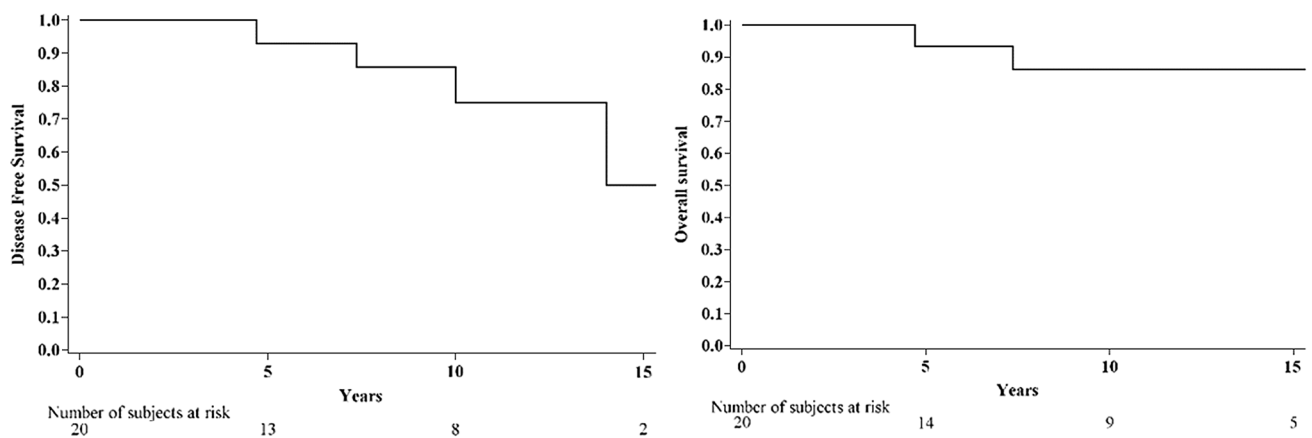 Disease Free Survival
1.0
0.9
0.8
0.7
0.6
0.5
0.4
0.3
0.2
0.1
0.0
0 5 10 15
Years
Number of subjects at risk
20 13 8 2
Overall survival
1.0
0.9
0.8
0.7
0.6
0.5
0.4
0.3
0.2
0.1
0.0
0 5 10 15
Years
Number of subjects at risk
20 14 9 5